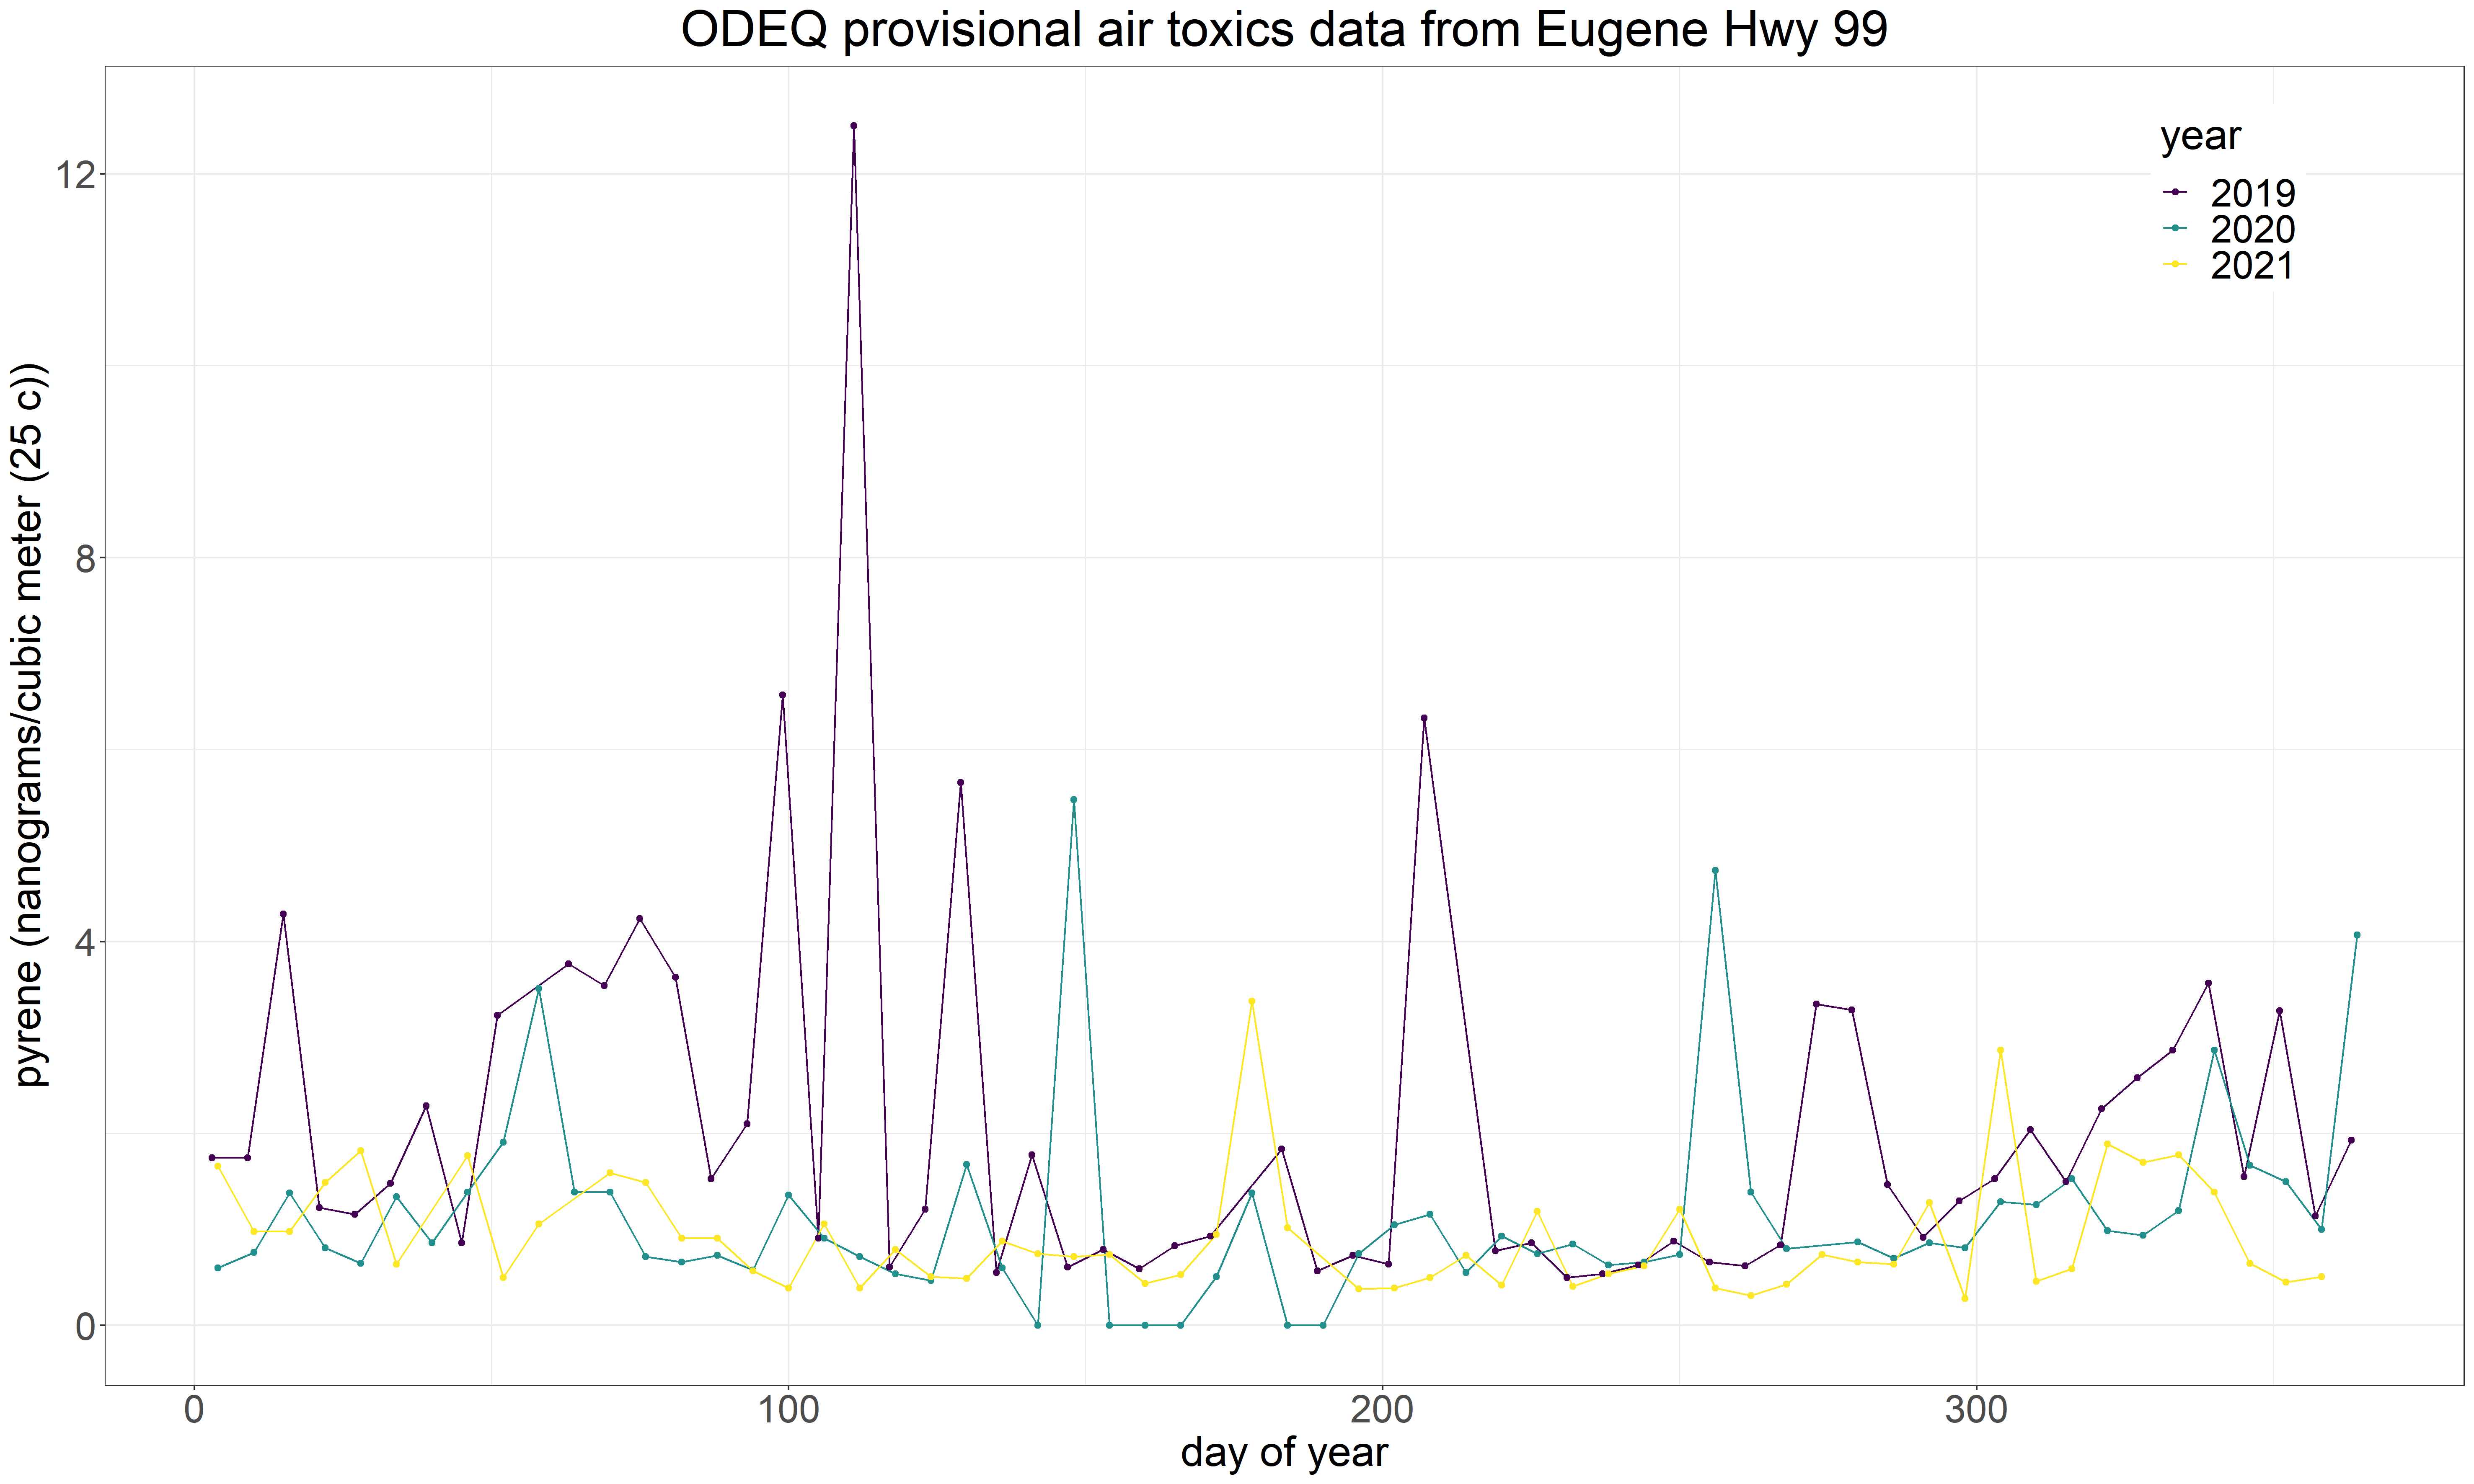 ODEQ provisional air toxics data from Eugene Hwy 99
year
2019
2020
2021
12
8
4
0
pyrene (nanograms/cubic meter (25 c))
0 100 200 300
day of year